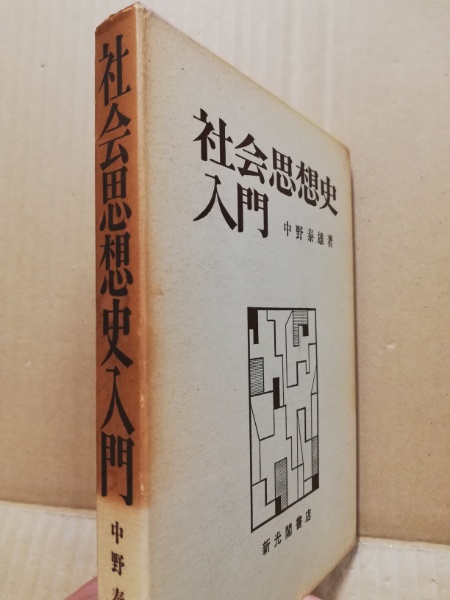 社会思想史入門
中野泰
社会思想史
入門
中野泰雄著
新光閣書店